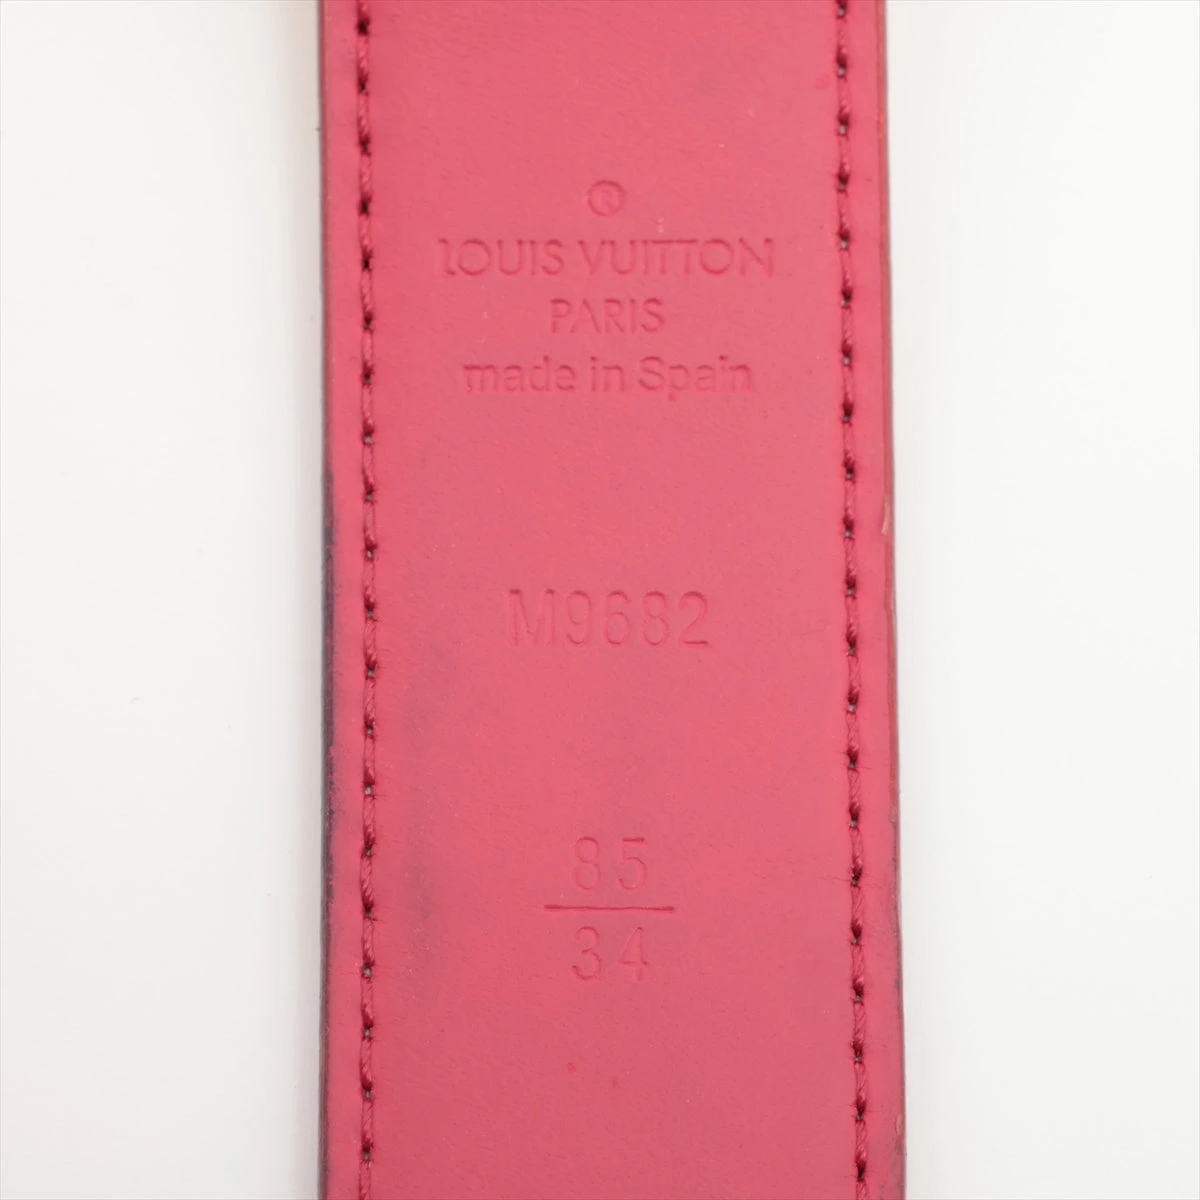 LOUIS VUITTON
PARIS
made in Spain
M9682
85
34